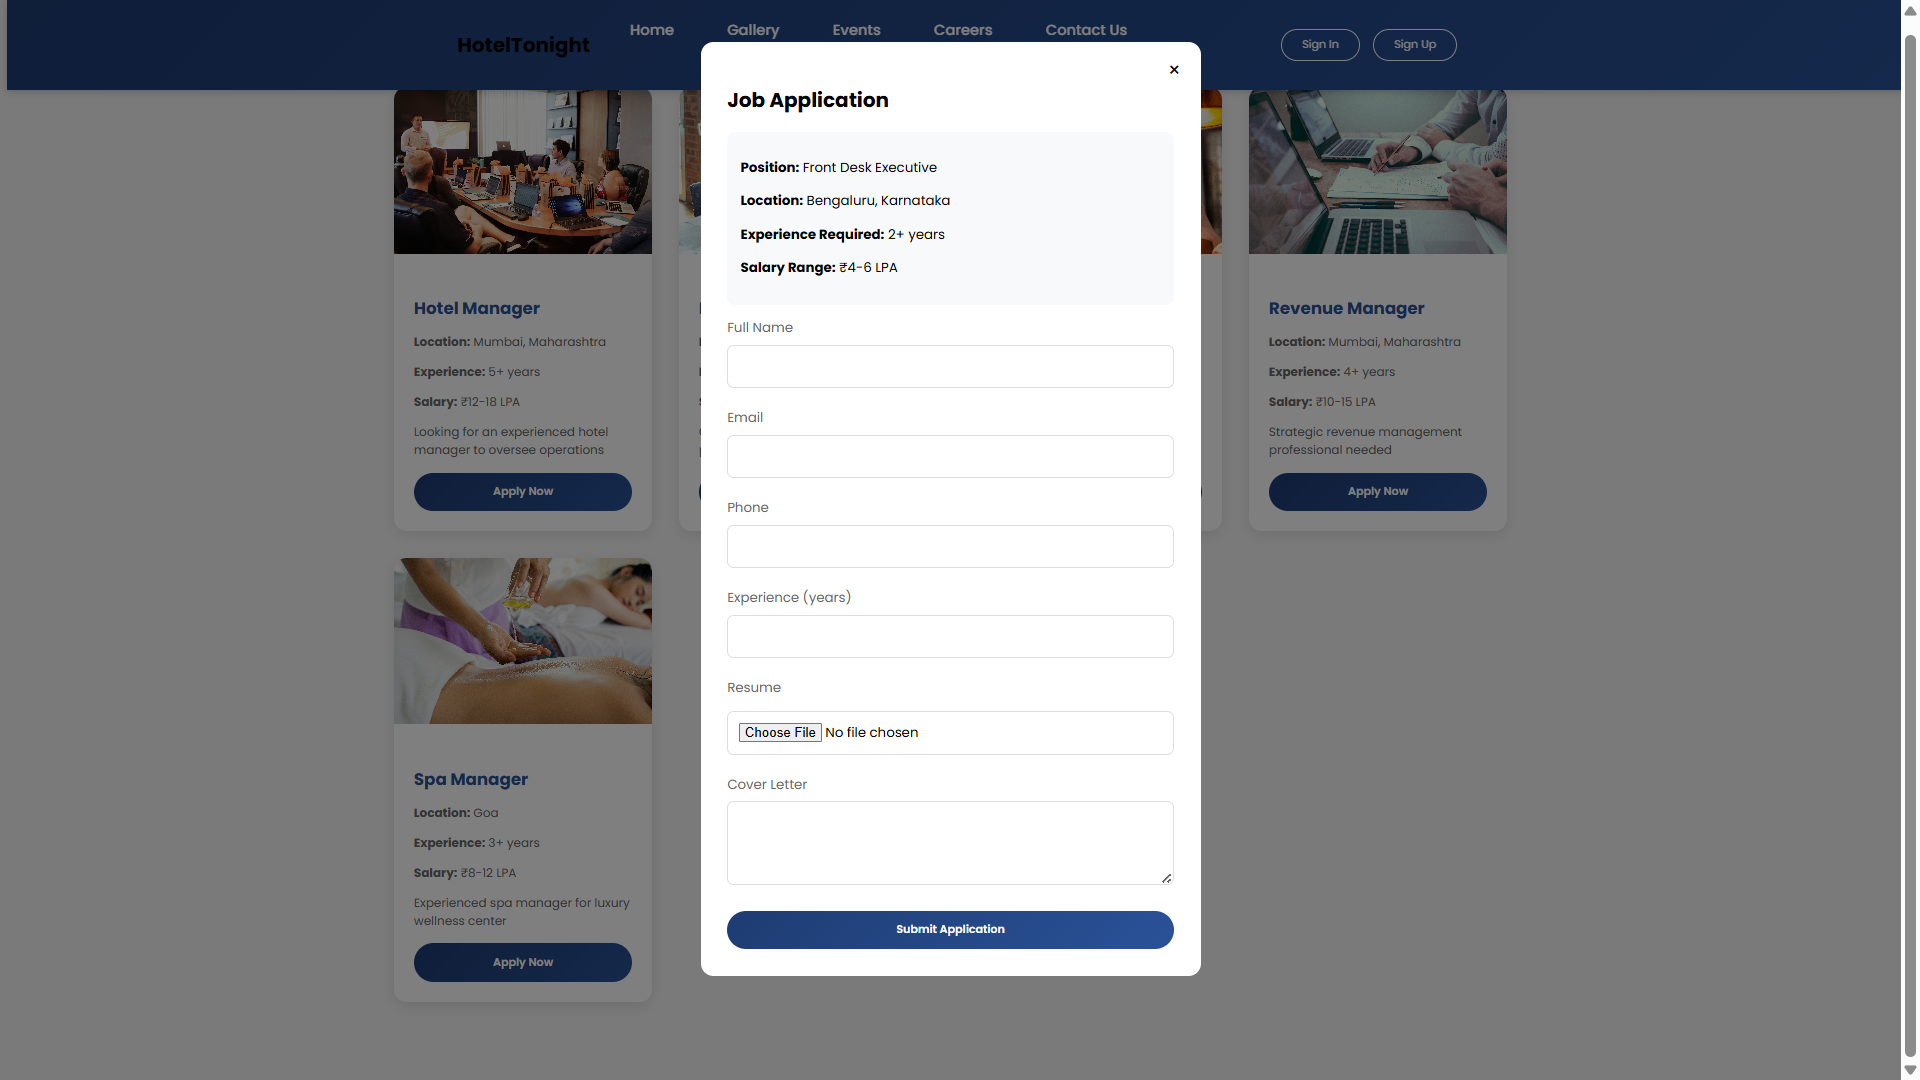 HotelTonight
Home
Gallery
Events
Careers
Contact Us
Sign In
Sign Up
×
Job Application
Position: Front Desk Executive
Location: Bengaluru, Karnataka
Experience Required: 2+ years
Salary Range: ₹4-6 LPA
Full Name
Email
Phone
Experience (years)
Resume
Choose File No file chosen
Cover Letter
Submit Application
Hotel Manager
Location: Mumbai, Maharashtra
Experience: 5+ years
Salary: ₹12-18 LPA
Looking for an experienced hotel
manager to oversee operations
Apply Now
Revenue Manager
Location: Mumbai, Maharashtra
Experience: 4+ years
Salary: ₹10-15 LPA
Strategic revenue management
professional needed
Apply Now
Spa Manager
Location: Goa
Experience: 3+ years
Salary: ₹8-12 LPA
Experienced spa manager for luxury
wellness center
Apply Now